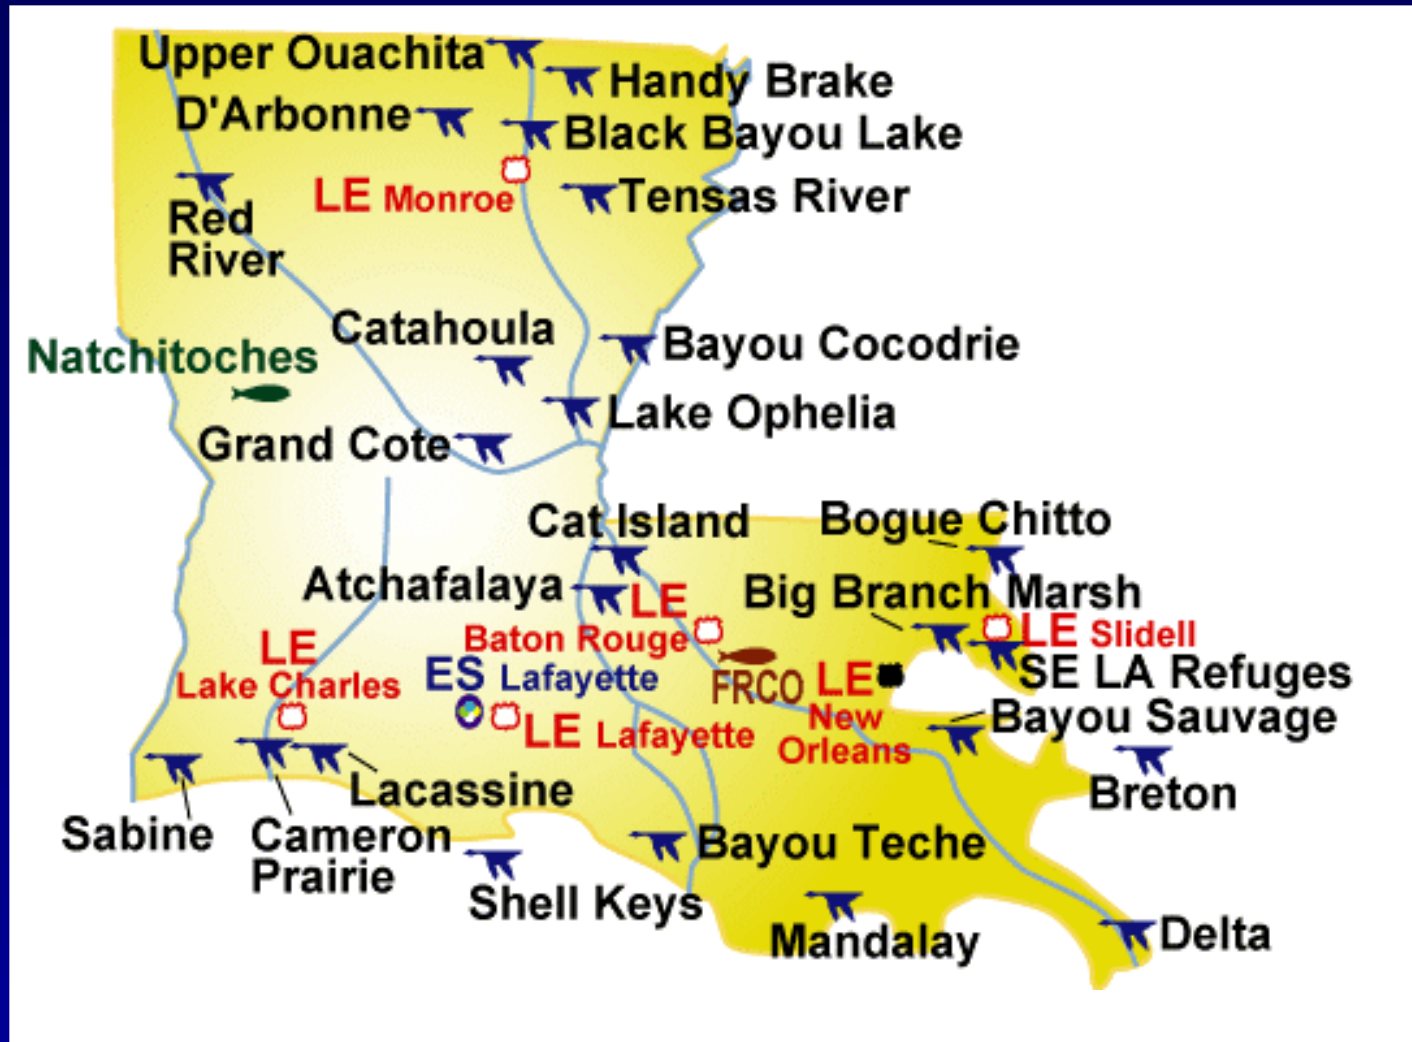 Upper Ouachita
Handy Brake
D'Arbonne
Black Bayou Lake
LE Monroe
Tensas River
Red
River
Catahoula
Bayou Cocodrie
Natchitoches
Lake Ophelia
Grand Cote
Cat Island
Bogue Chitto
Atchafalaya
Big Branch Marsh
LE
Baton Rouge
LE Slidell
LE
Lake Charles
ES Lafayette
FRCO
LE
New
Orleans
SE LA Refuges
LE Lafayette
Bayou Sauvage
Breton
Lacassine
Sabine
Cameron
Prairie
Bayou Teche
Shell Keys
Mandalay
Delta